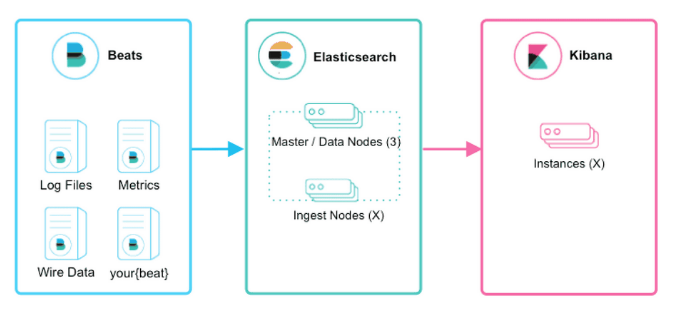 Beats
Log Files
Metrics
Wire Data
your{beat}
Elasticsearch
Master / Data Nodes (3)
Ingest Nodes (X)
Kibana
Instances (X)